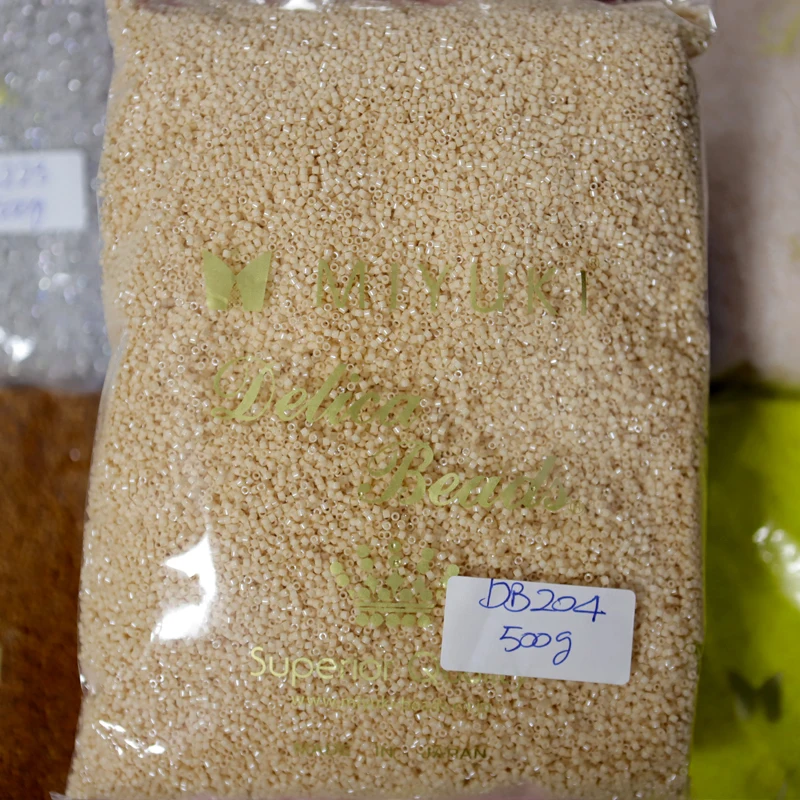 MIYUKI
Delica
Beads
DB204
500g
Superior
MADE IN JAPAN